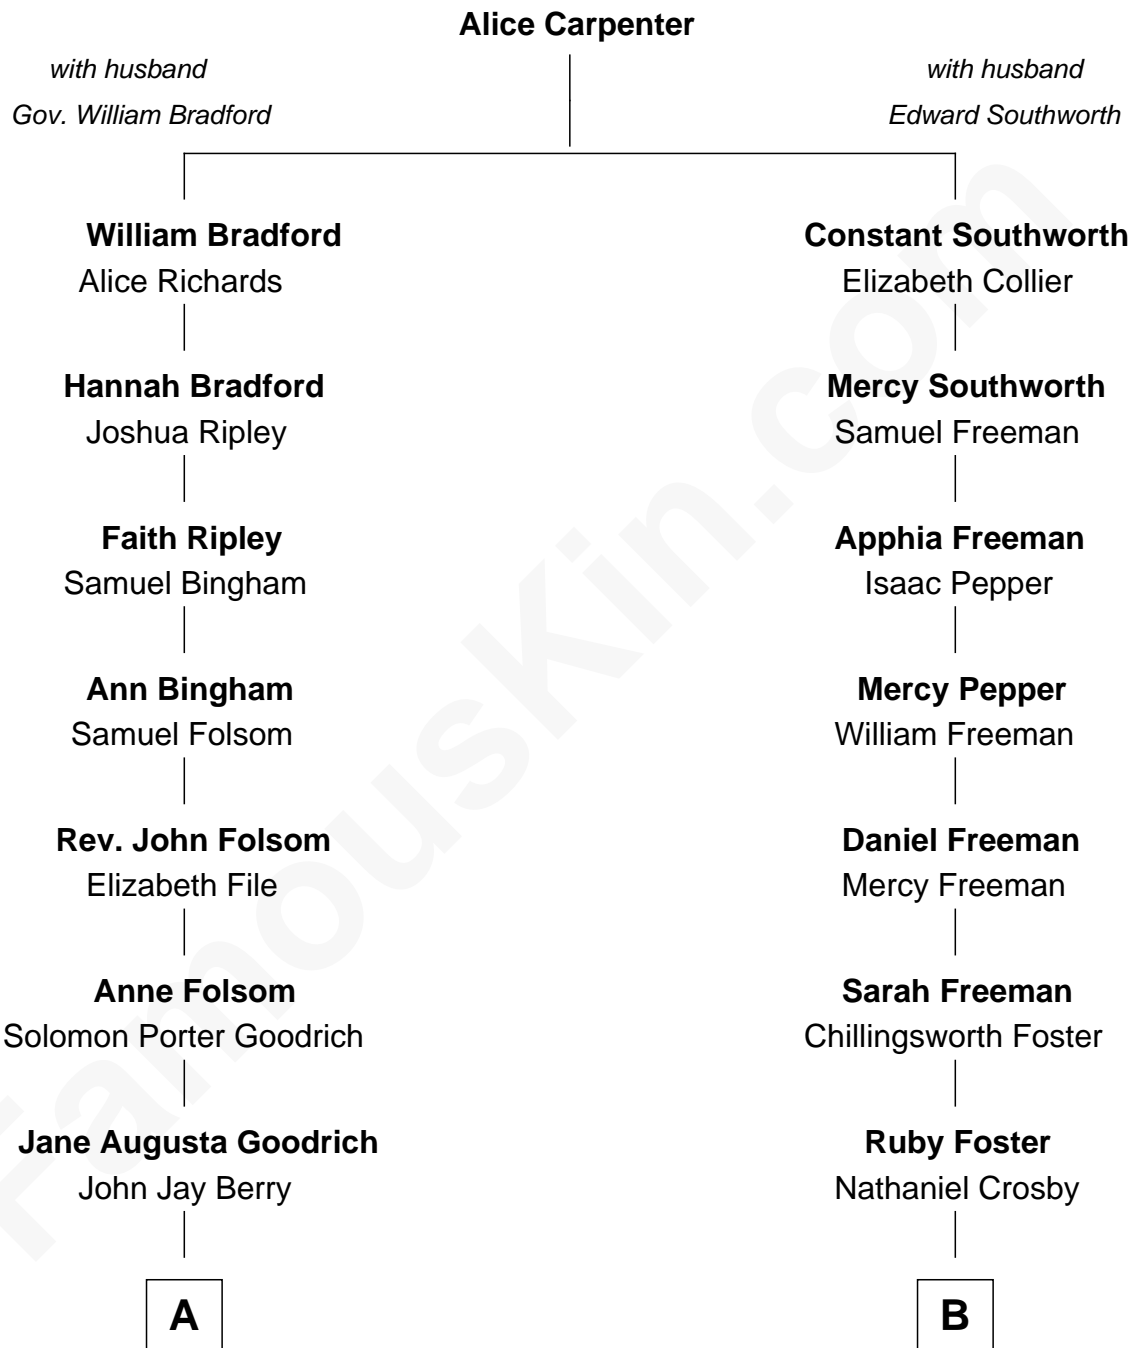 Alice Carpenter
with husband
Gov. William Bradford
with husband
Edward Southworth
William Bradford
Alice Richards
Constant Southworth
Elizabeth Collier
Hannah Bradford
Joshua Ripley
Mercy Southworth
Samuel Freeman
Faith Ripley
Samuel Bingham
Apphia Freeman
Isaac Pepper
Ann Bingham
Samuel Folsom
Mercy Pepper
William Freeman
Rev. John Folsom
Elizabeth File
Daniel Freeman
Mercy Freeman
Anne Folsom
Solomon Porter Goodrich
Sarah Freeman
Chillingsworth Foster
Jane Augusta Goodrich
John Jay Berry
Ruby Foster
Nathaniel Crosby
A
B
FamousKin.com